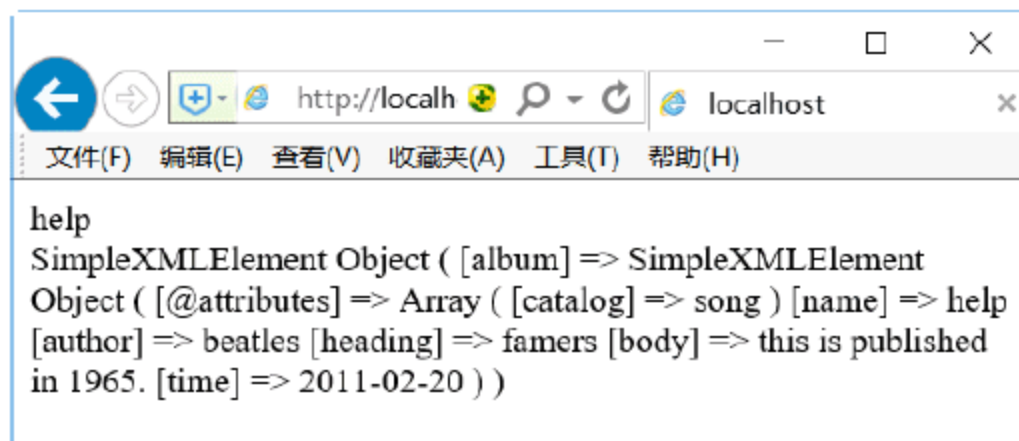 http://localh
localhost
文件(F) 编辑(E) 查看(V) 收藏夹(A) 工具(T) 帮助(H)
help
SimpleXMLElement Object ( [album] => SimpleXMLElement
Object ( [@attributes] => Array ( [catalog] => song ) [name] => help
[author] => beatles [heading] => famers [body] => this is published
in 1965. [time] => 2011-02-20 ) )